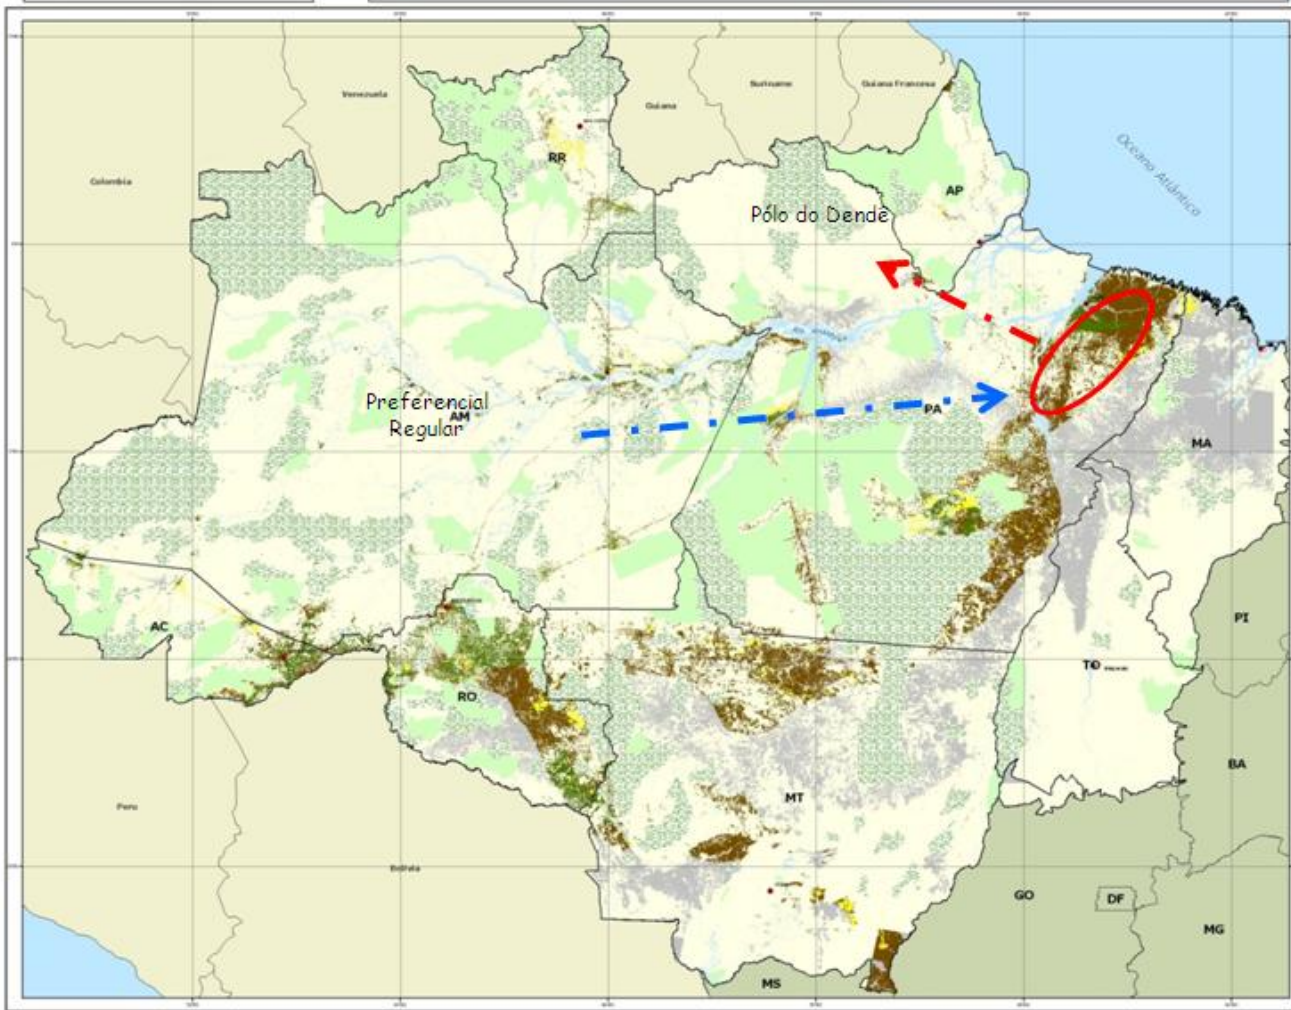 Venezuela
Guiana
Suriname
Guiana Francesa
Colombia
RR
AP
Oceano Atlântico
Pólo do Dendê
Preferencial
Regular
AM
PA
MA
AC
RO
TO
PI
MT
BA
Peru
Bolívia
GO
DF
MG
MS